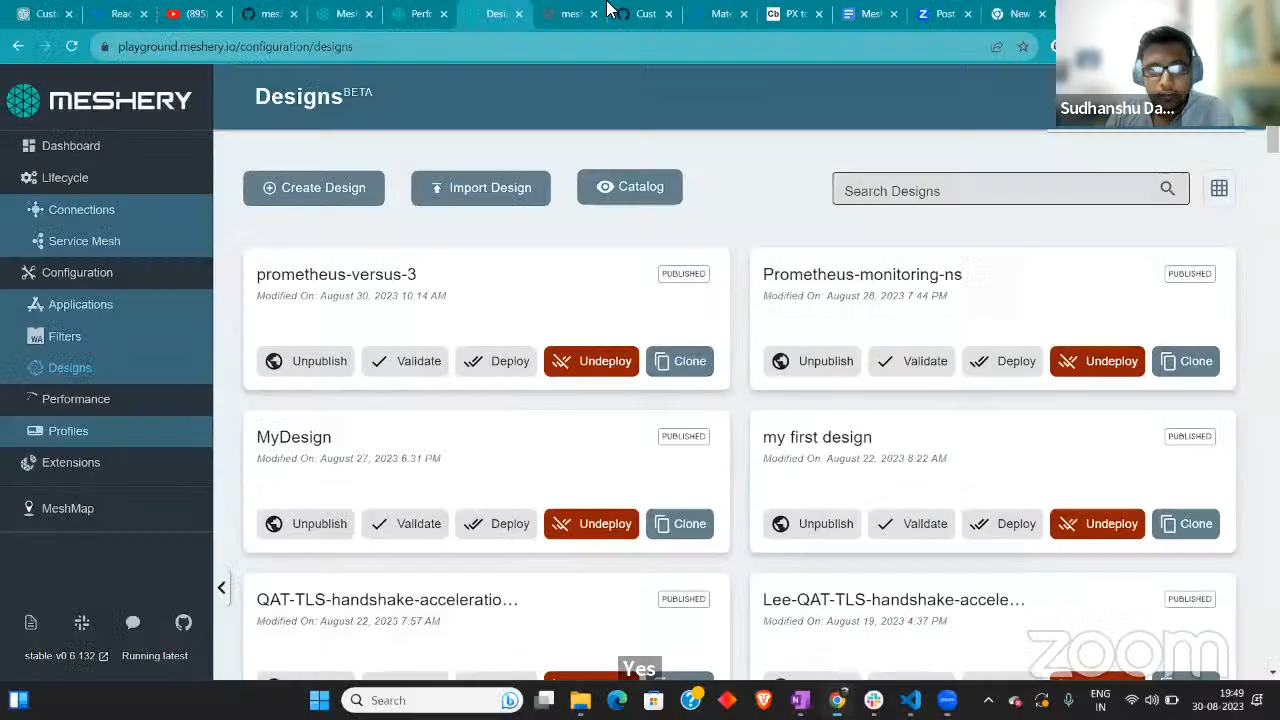 (895)
Cust
PX to
Post
New
playground.meshery.io/configuration/designs
MESHERY
Designs BETA
Sudhanshu Da...
Dashboard
Lifecycle
Connections
Service Mesh
Configuration
Applications
Filters
Designs
Performance
Profiles
Extensions
MeshMap
stable-v0.6.132
Running latest
Create Design
Import Design
Catalog
Search Designs
prometheus-versus-3
PUBLISHED
Modified On: August 30, 2023 10:14 AM
Unpublish
Validate
Deploy
Undeploy
Clone
Prometheus-monitoring-ns
PUBLISHED
Modified On: August 28, 2023 7:44 PM
Unpublish
Validate
Deploy
Undeploy
Clone
MyDesign
PUBLISHED
Modified On: August 27, 2023 6:31 PM
Unpublish
Validate
Deploy
Undeploy
Clone
my first design
PUBLISHED
Modified On: August 22, 2023 8:22 AM
Unpublish
Validate
Deploy
Undeploy
Clone
QAT-TLS-handshake-acceleratio...
PUBLISHED
Modified On: August 22, 2023 7:57 AM
Lee-QAT-TLS-handshake-accele...
PUBLISHED
Modified On: August 19, 2023 4:37 PM
zoom
Yes
Search
ENG
IN
19:49
30-08-2023